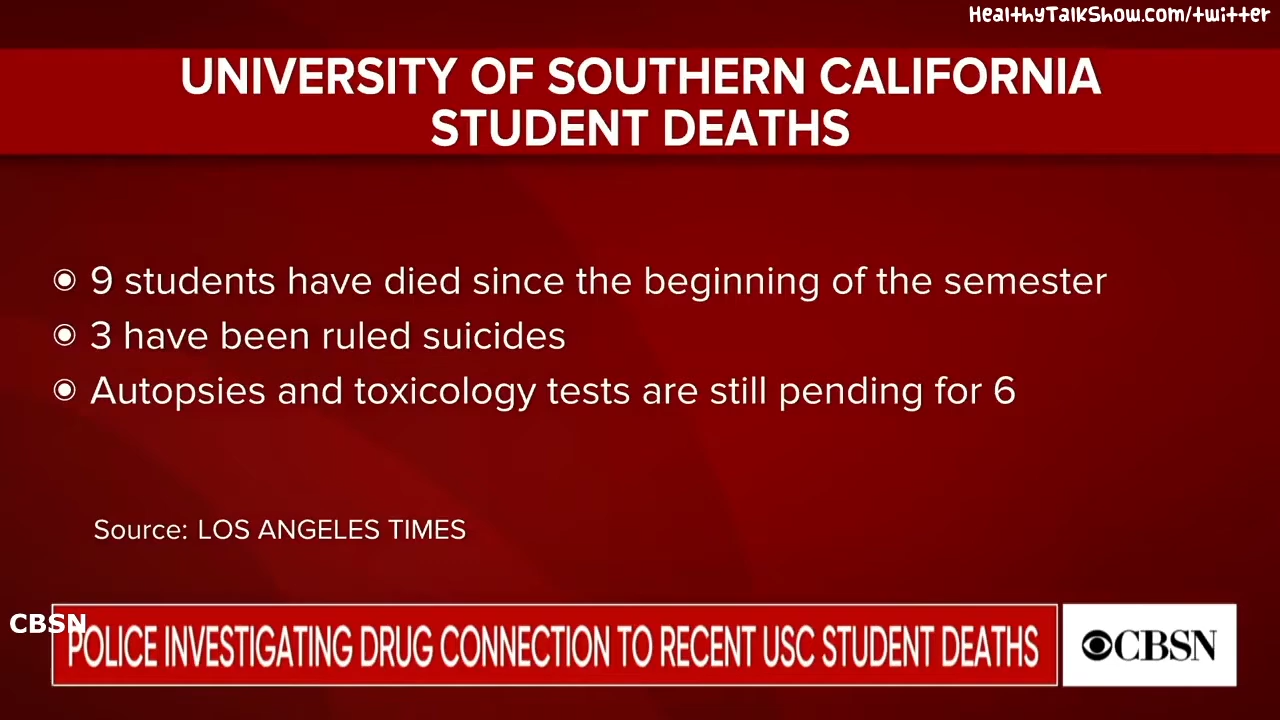 HealthyTalkShow.com/twitter
UNIVERSITY OF SOUTHERN CALIFORNIA
STUDENT DEATHS
9 students have died since the beginning of the semester
3 have been ruled suicides
Autopsies and toxicology tests are still pending for 6
Source: LOS ANGELES TIMES
CBSN
POLICE INVESTIGATING DRUG CONNECTION TO RECENT USC STUDENT DEATHS
CBSN